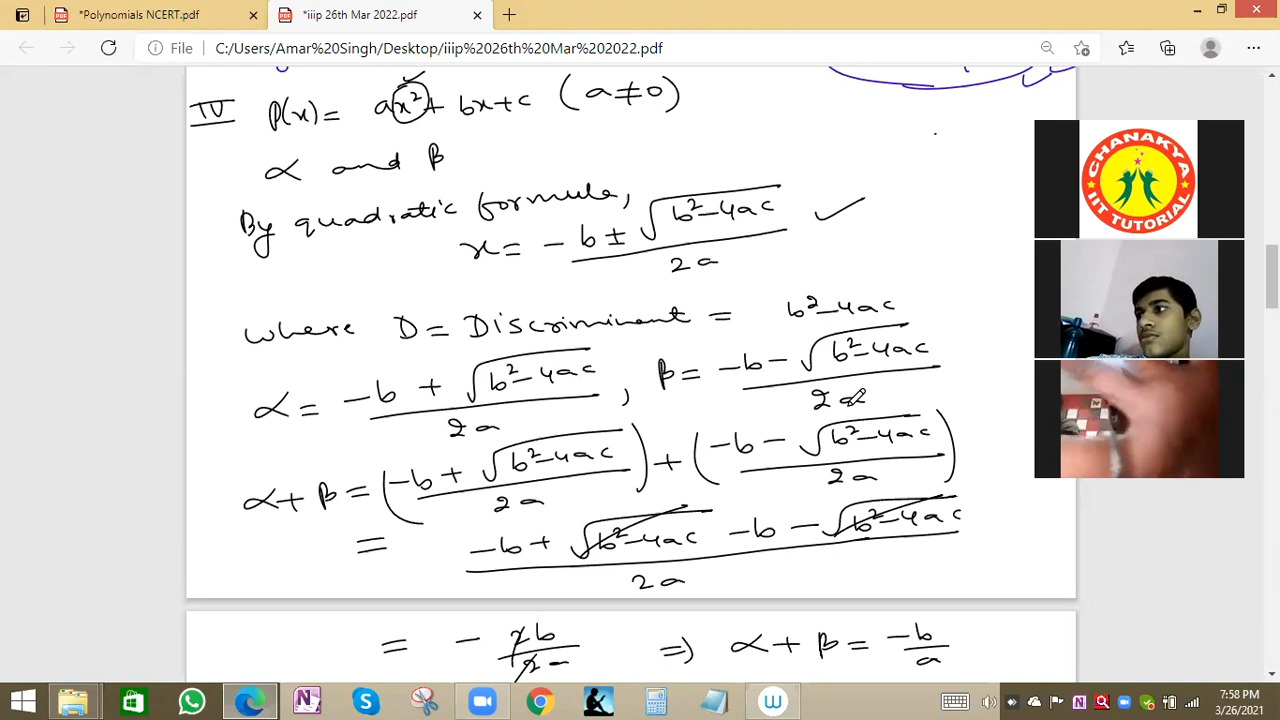 *Polynomials NCERT.pdf
*iiip 26th Mar 2022.pdf
File C:/Users/Amar%20Singh/Desktop/iiip%2026th%20Mar%202022.pdf
IV P(x) = ax² + bx + c (a ≠ 0)
α and β
By quadratic formula,
x = -b ± √b²-4ac / 2a ✓
where D = Discriminant = b²-4ac
α = -b + √b²-4ac / 2a , β = -b - √b²-4ac / 2a
α + β = (-b + √b²-4ac / 2a) + (-b - √b²-4ac / 2a)
= -b + √b²-4ac - b - √b²-4ac / 2a
= - 2b / 2a ⇒ α + β = -b / a
CHANAKYA
IIT TUTORIAL
7:58 PM
3/26/2021